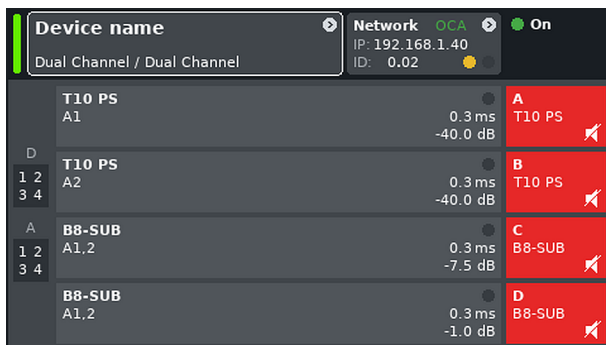 Device name
Dual Channel / Dual Channel
Network OCA
IP: 192.168.1.40
ID: 0.02
On
D
1 2
3 4
A
1 2
3 4
T10 PS
A1
0.3 ms
-40.0 dB
A
T10 PS
T10 PS
A2
0.3 ms
-40.0 dB
B
T10 PS
B8-SUB
A1,2
0.3 ms
-7.5 dB
C
B8-SUB
B8-SUB
A1,2
0.3 ms
-1.0 dB
D
B8-SUB